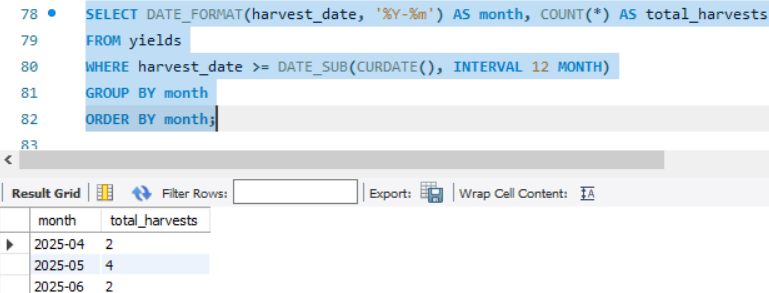 78 SELECT DATE_FORMAT(harvest_date, '%Y-%m') AS month, COUNT(*) AS total_harvests
79 FROM yields
80 WHERE harvest_date >= DATE_SUB(CURDATE(), INTERVAL 12 MONTH)
81 GROUP BY month
82 ORDER BY month;
83
Result Grid Filter Rows: Export: Wrap Cell Content: IA
month total_harvests
2025-04 2
2025-05 4
2025-06 2